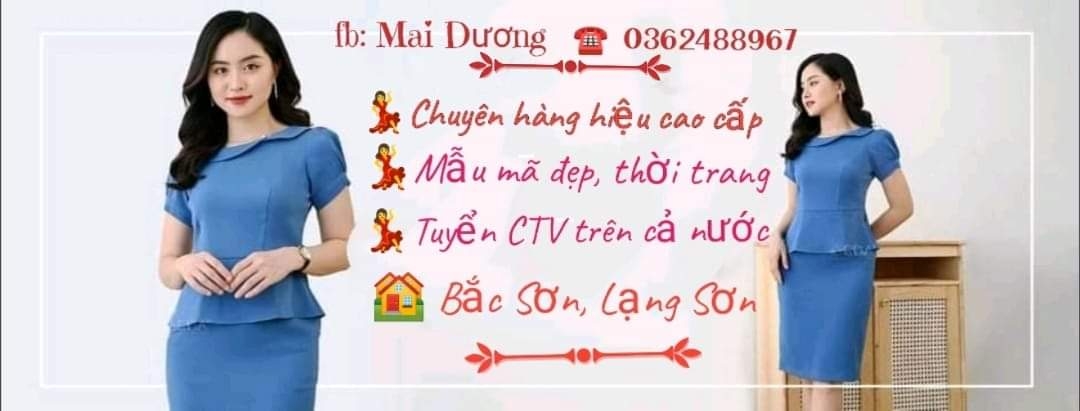 fb: Mai Dương ☎ 0362488967
💃 Chuyên hàng hiệu cao cấp
💃 Mẫu mã đẹp, thời trang
💃 Tuyển CTV trên cả nước
🏡 Bắc Sơn, Lạng Sơn